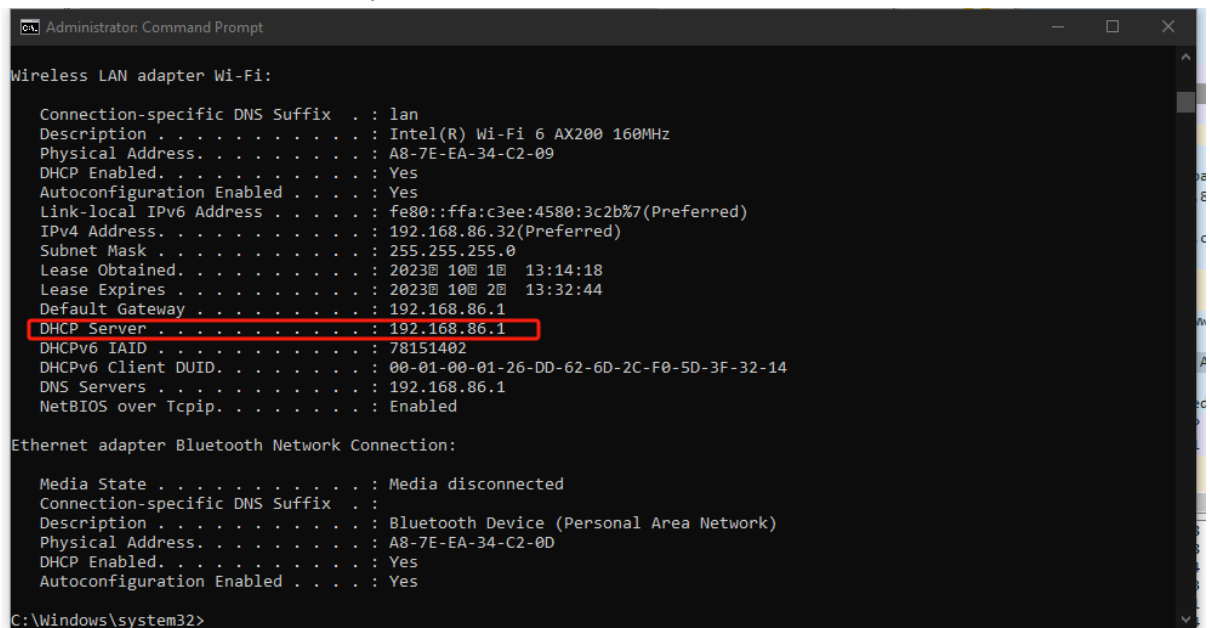 Administrator: Command Prompt
Wireless LAN adapter Wi-Fi:
Connection-specific DNS Suffix . : lan
Description . . . . . . . . . . . : Intel(R) Wi-Fi 6 AX200 160MHz
Physical Address. . . . . . . . . : A8-7E-EA-34-C2-09
DHCP Enabled. . . . . . . . . . . : Yes
Autoconfiguration Enabled . . . . : Yes
Link-local IPv6 Address . . . . . : fe80::ffa:c3ee:4580:3c2b%7(Preferred)
IPv4 Address. . . . . . . . . . . : 192.168.86.32(Preferred)
Subnet Mask . . . . . . . . . . . : 255.255.255.0
Lease Obtained. . . . . . . . . . : 2023 10 1 13:14:18
Lease Expires . . . . . . . . . . : 2023 10 2 13:32:44
Default Gateway . . . . . . . . . : 192.168.86.1
DHCP Server . . . . . . . . . . . : 192.168.86.1
DHCPv6 IAID . . . . . . . . . . . : 78151402
DHCPv6 Client DUID. . . . . . . . : 00-01-00-01-26-DD-62-6D-2C-F0-5D-3F-32-14
DNS Servers . . . . . . . . . . . : 192.168.86.1
NetBIOS over Tcpip. . . . . . . . : Enabled
Ethernet adapter Bluetooth Network Connection:
Media State . . . . . . . . . . . : Media disconnected
Connection-specific DNS Suffix . :
Description . . . . . . . . . . . : Bluetooth Device (Personal Area Network)
Physical Address. . . . . . . . . : A8-7E-EA-34-C2-0D
DHCP Enabled. . . . . . . . . . . : Yes
Autoconfiguration Enabled . . . . : Yes
C:\Windows\system32>